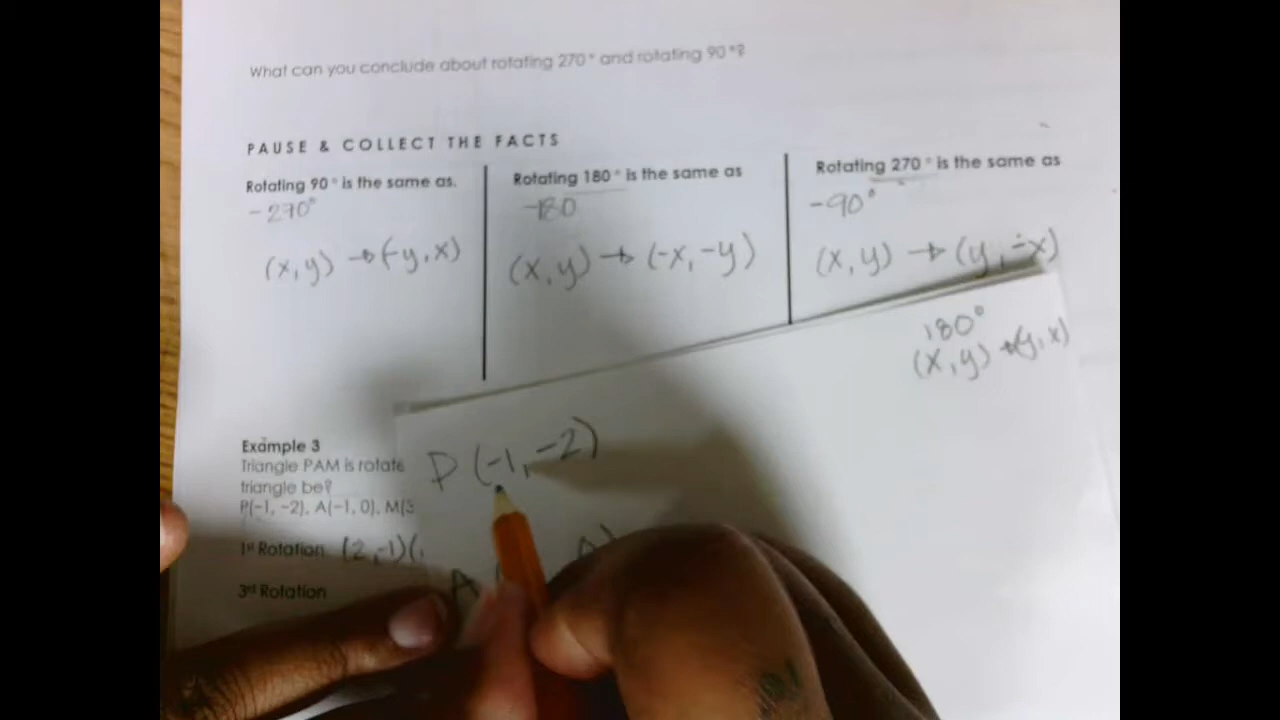 What can you conclude about rotating 270° and rotating 90°?
PAUSE & COLLECT THE FACTS
Rotating 90° is the same as.
-270°
(x,y) → (-y,x)
Rotating 180° is the same as
-180
(x,y) → (-x,-y)
Rotating 270° is the same as
-90°
(x,y) → (y,-x)
180°
(x,y) → (y,x)
P (-1,-2)
A
Example 3
Triangle PAM is rotate
triangle be?
P(-1, -2), A(-1, 0), M(3
1st Rotation (2,-1)(
3rd Rotation